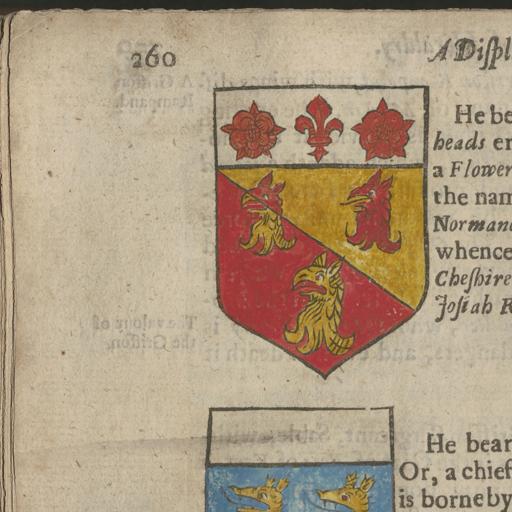 260
A Diſpl
He be
heads en
a Flower
the nam
Normand
whence
Cheſhire
Joſiah R
He bear
Or, a chief
is borne by